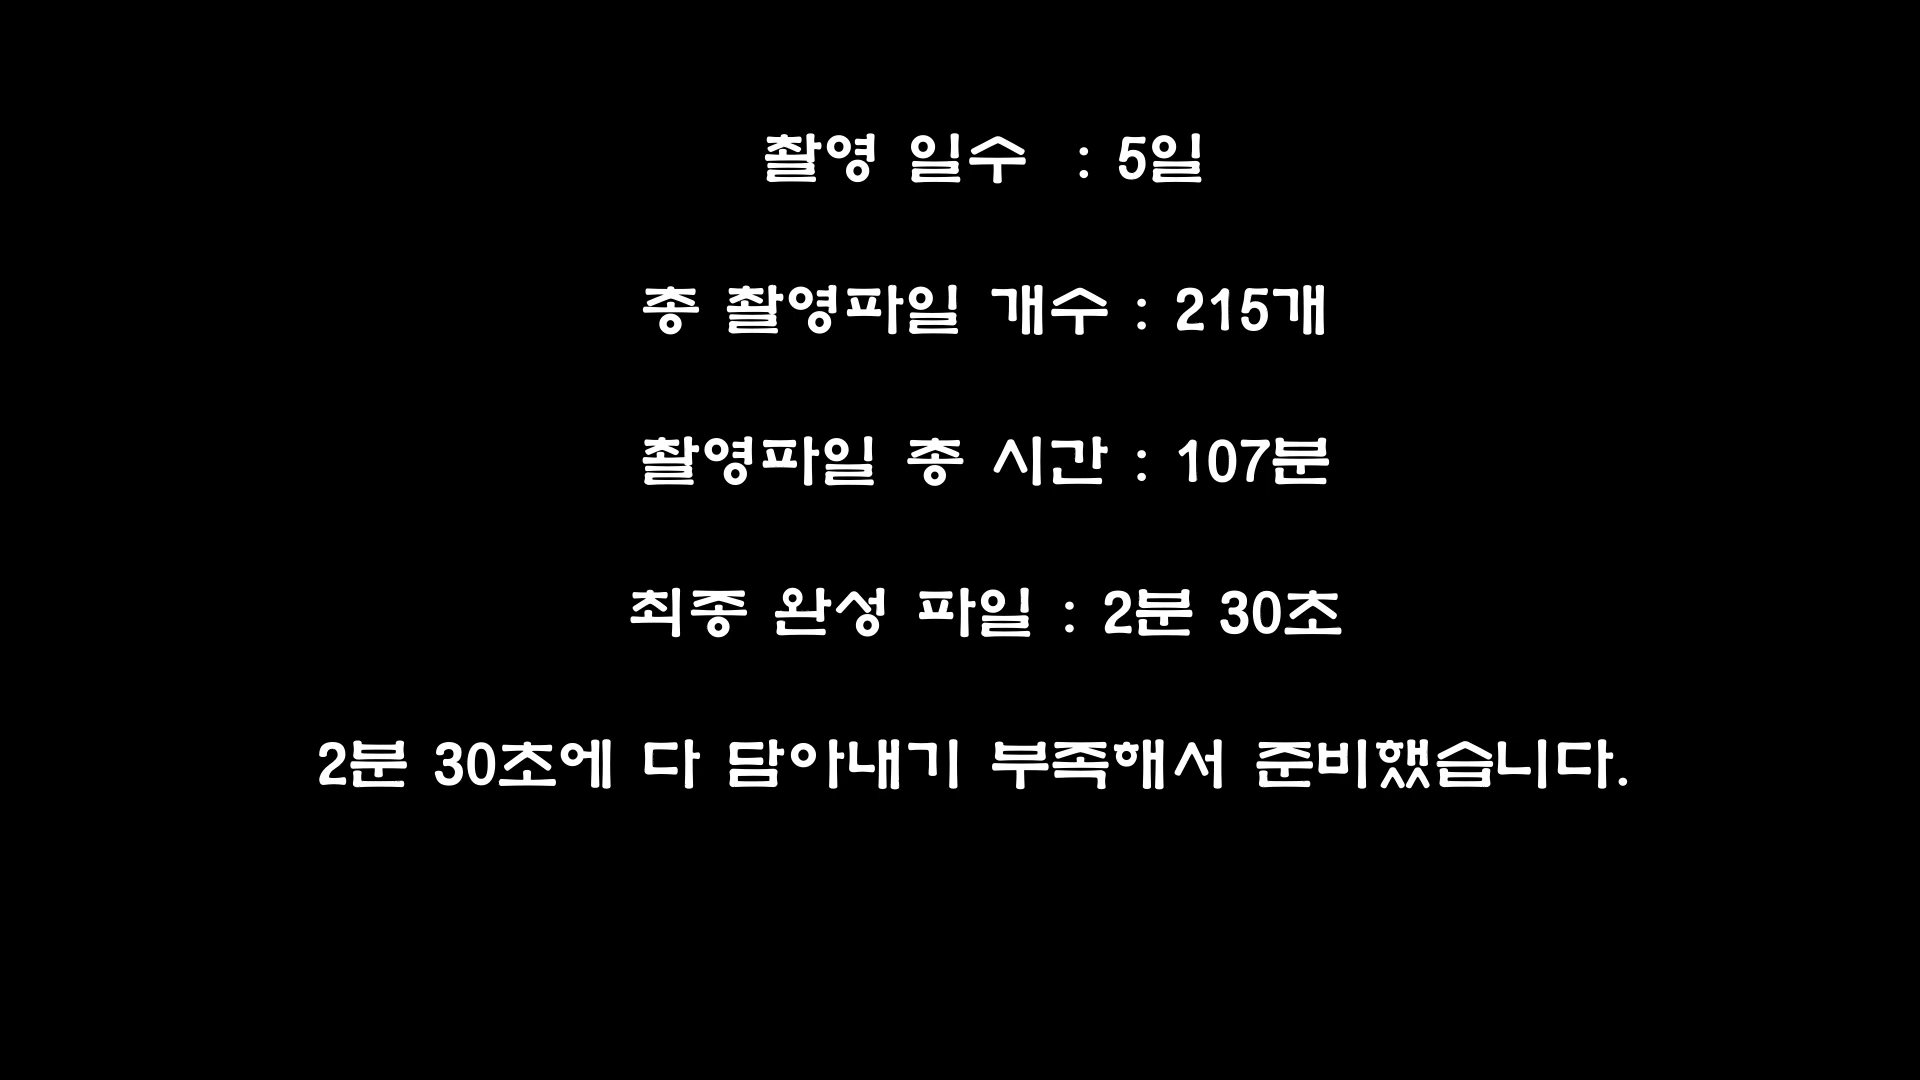 촬영 일수 : 5일
총 촬영파일 개수 : 215개
촬영파일 총 시간 : 107분
최종 완성 파일 : 2분 30초
2분 30초에 다 담아내기 부족해서 준비했습니다.